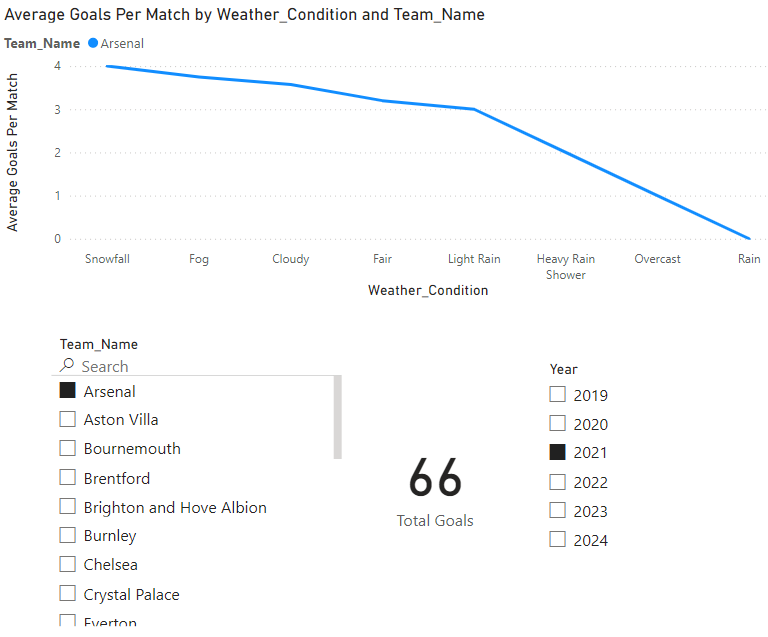 Average Goals Per Match by Weather_Condition and Team_Name
Team_Name Arsenal
Average Goals Per Match
4
3
2
1
0
Snowfall Fog Cloudy Fair Light Rain Heavy Rain Shower Overcast Rain
Weather_Condition
Team_Name
Search
Arsenal
Aston Villa
Bournemouth
Brentford
Brighton and Hove Albion
Burnley
Chelsea
Crystal Palace
Everton
66
Total Goals
Year
2019
2020
2021
2022
2023
2024